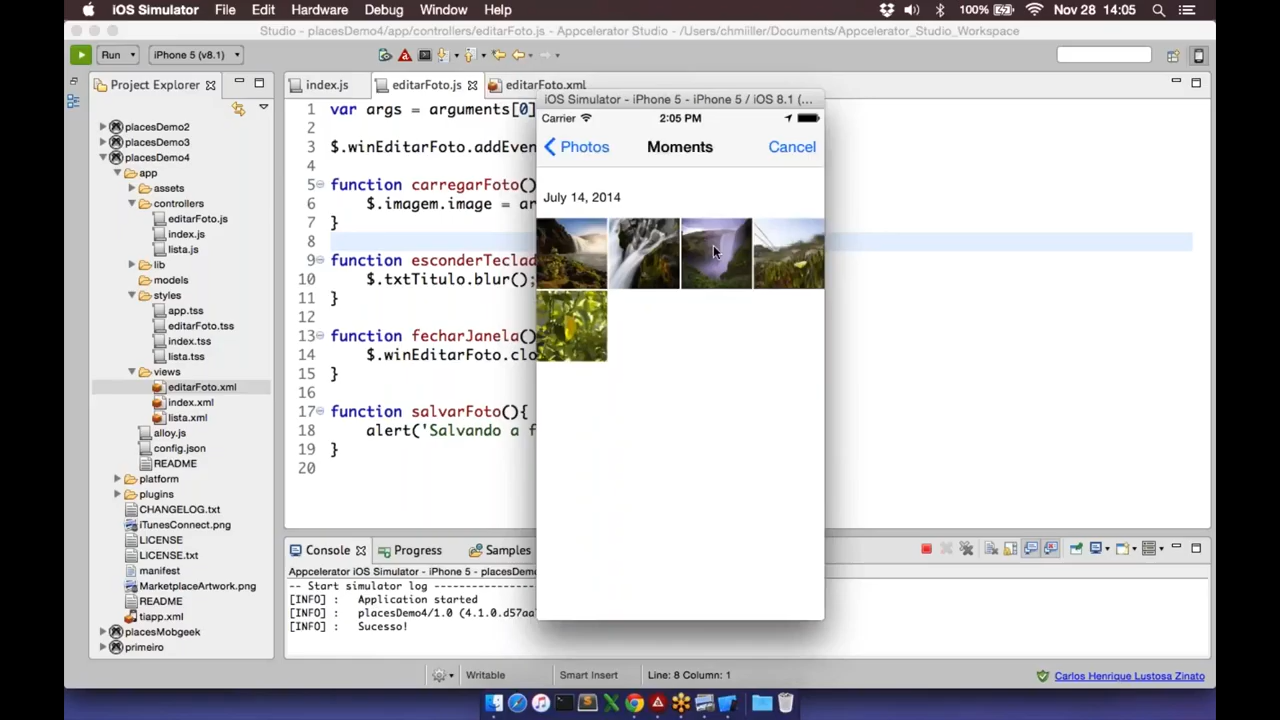 iOS Simulator File Edit Hardware Debug Window Help 100% Nov 28 14:05
Studio - placesDemo4/app/controllers/editarFoto.js - Appcelerator Studio - /Users/chmiiller/Documents/Appcelerator_Studio_Workspace
Run iPhone 5 (v8.1)
Project Explorer
placesDemo2
placesDemo3
placesDemo4
app
assets
controllers
editarFoto.js
index.js
lista.js
lib
models
styles
app.tss
editarFoto.tss
index.tss
lista.tss
views
editarFoto.xml
index.xml
lista.xml
alloy.js
config.json
README
platform
plugins
CHANGELOG.txt
iTunesConnect.png
LICENSE
LICENSE.txt
manifest
MarketplaceArtwork.png
README
tiapp.xml
placesMobgeek
primeiro
index.js editarFoto.js editarFoto.xml
1 var args = arguments[0]
2
3 $.winEditarFoto.addEven
4
5 function carregarFoto()
6 $.imagem.image = ar
7 }
8
9 function esconderTeclad
10 $.txtTitulo.blur();
11 }
12
13 function fecharJanela()
14 $.winEditarFoto.clo
15 }
16
17 function salvarFoto(){
18 alert('Salvando a f
19 }
20
iOS Simulator - iPhone 5 - iPhone 5 / iOS 8.1 (...
Carrier 2:05 PM
Photos Moments Cancel
July 14, 2014
Console Progress Samples
Appcelerator iOS Simulator - iPhone 5 - placesDemo
-- Start simulator log
[INFO] : Application started
[INFO] : placesDemo4/1.0 (4.1.0.d57aa
[INFO] : Sucesso!
Writable Smart Insert Line: 8 Column: 1 Carlos Henrique Lustosa Zinato